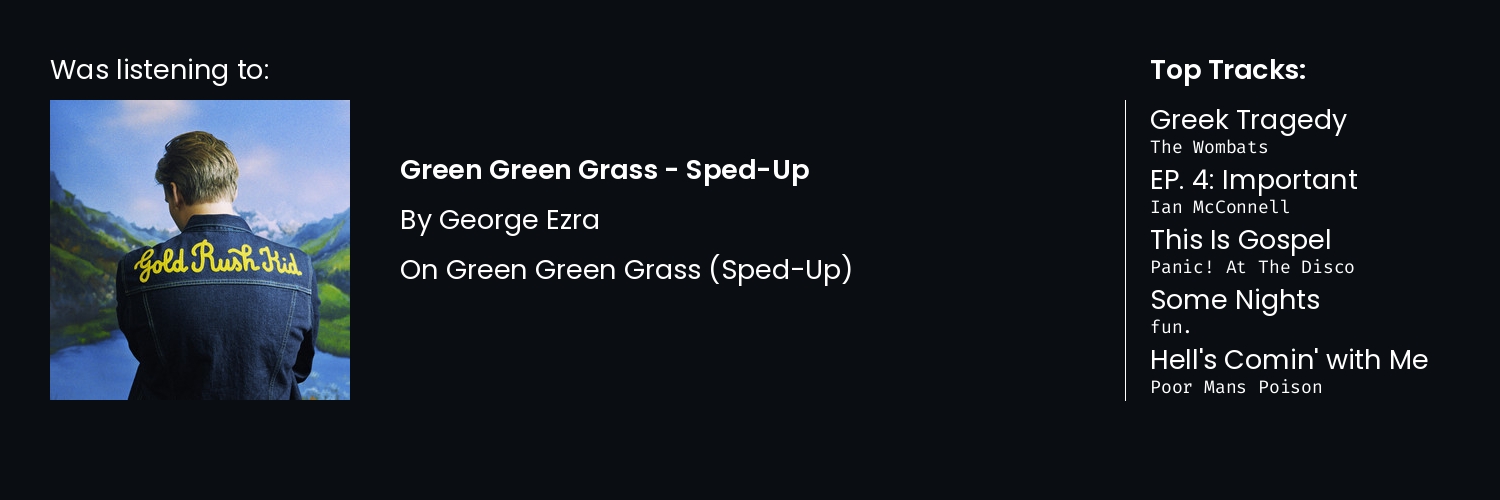 Was listening to:
Gold Rush Kid
Green Green Grass - Sped-Up
By George Ezra
On Green Green Grass (Sped-Up)
Top Tracks:
Greek Tragedy
The Wombats
EP. 4: Important
Ian McConnell
This Is Gospel
Panic! At The Disco
Some Nights
fun.
Hell's Comin' with Me
Poor Mans Poison